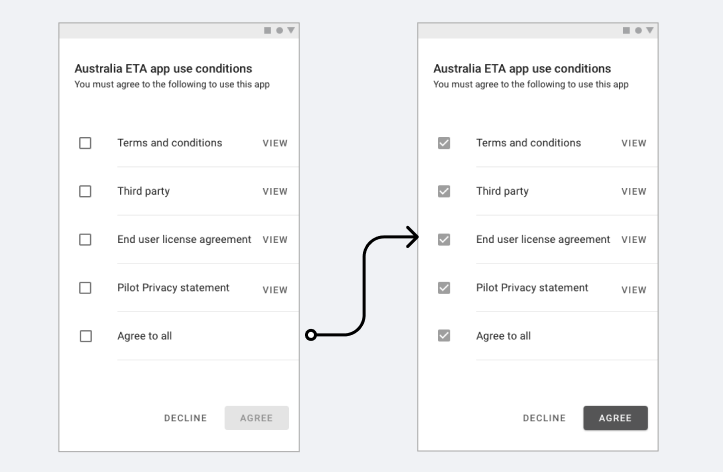 Australia ETA app use conditions
You must agree to the following to use this app
Terms and conditions VIEW
Third party VIEW
End user license agreement VIEW
Pilot Privacy statement VIEW
Agree to all
DECLINE AGREE
Australia ETA app use conditions
You must agree to the following to use this app
Terms and conditions VIEW
Third party VIEW
End user license agreement VIEW
Pilot Privacy statement VIEW
Agree to all
DECLINE AGREE